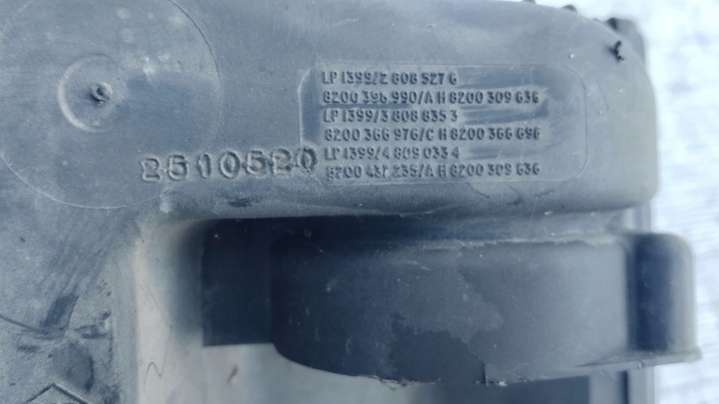 LP 1399/2 808 527 6
8200 396 990/A H 8200 309 636
LP 1399/3 808 835 3
8200 366 976/C H 8200 366 696
LP 1399/4 809 033 4
8200 437 235/A H 8200 309 636
2510520